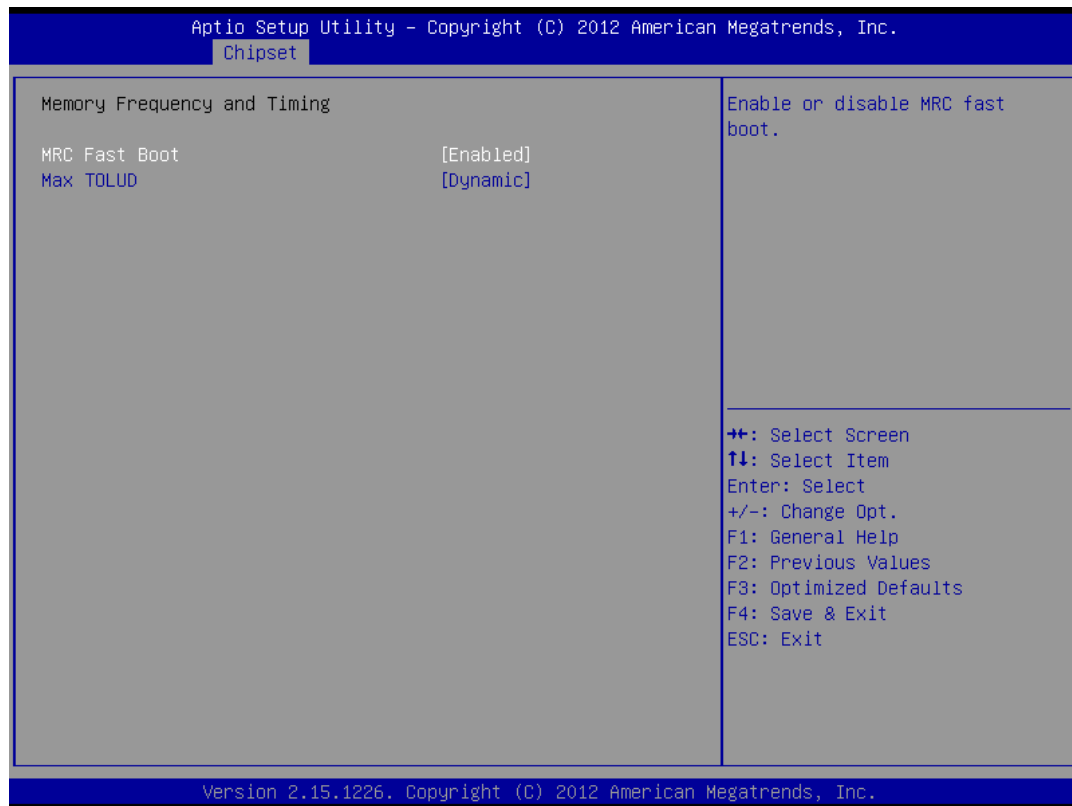 Aptio Setup Utility – Copyright (C) 2012 American Megatrends, Inc.
Chipset
Memory Frequency and Timing
MRC Fast Boot [Enabled]
Max TOLUD [Dynamic]
Enable or disable MRC fast
boot.
→←: Select Screen
↑↓: Select Item
Enter: Select
+/-: Change Opt.
F1: General Help
F2: Previous Values
F3: Optimized Defaults
F4: Save & Exit
ESC: Exit
Version 2.15.1226. Copyright (C) 2012 American Megatrends, Inc.